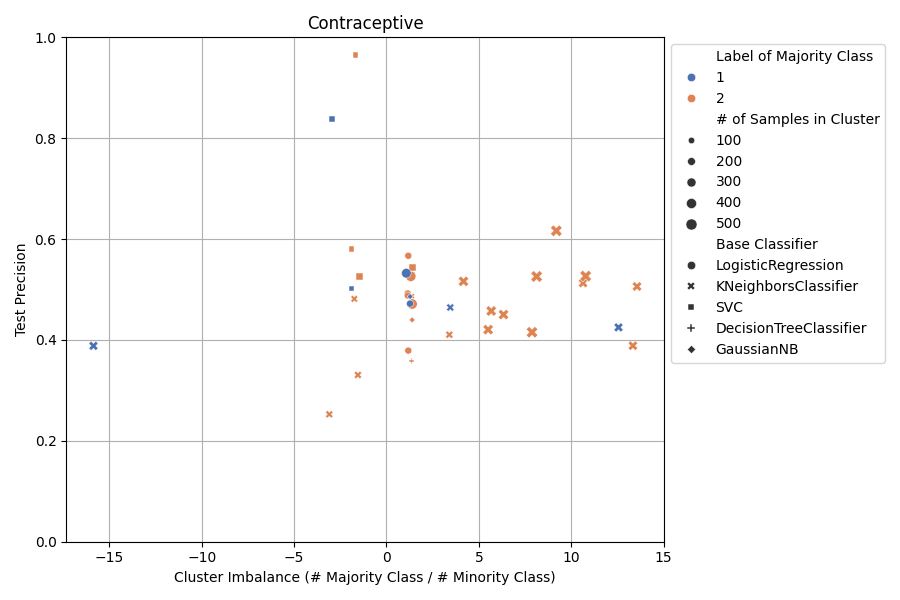 Contraceptive
1.0
0.8
0.6
0.4
0.2
0.0
Test Precision
−15
−10
−5
0
5
10
15
Cluster Imbalance (# Majority Class / # Minority Class)
Label of Majority Class
1
2
# of Samples in Cluster
100
200
300
400
500
Base Classifier
LogisticRegression
KNeighborsClassifier
SVC
DecisionTreeClassifier
GaussianNB